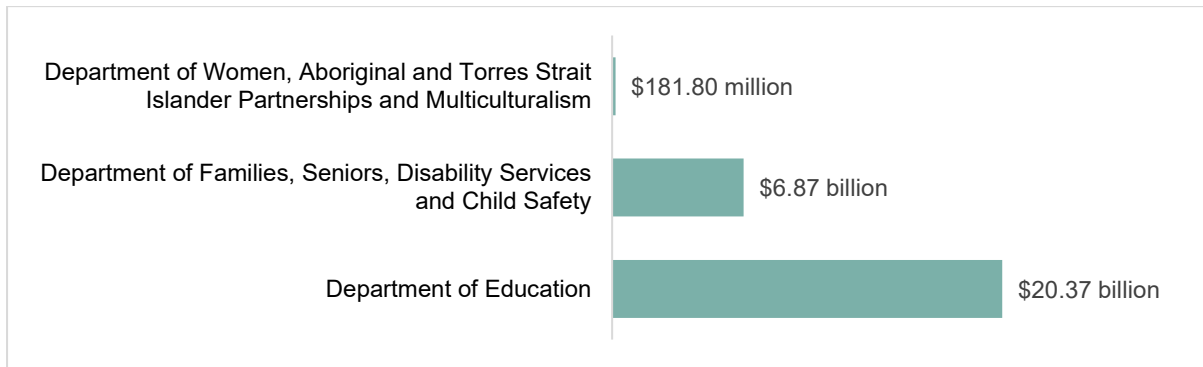 Department of Women, Aboriginal and Torres Strait
Islander Partnerships and Multiculturalism
$181.80 million
Department of Families, Seniors, Disability Services
and Child Safety
$6.87 billion
Department of Education
$20.37 billion